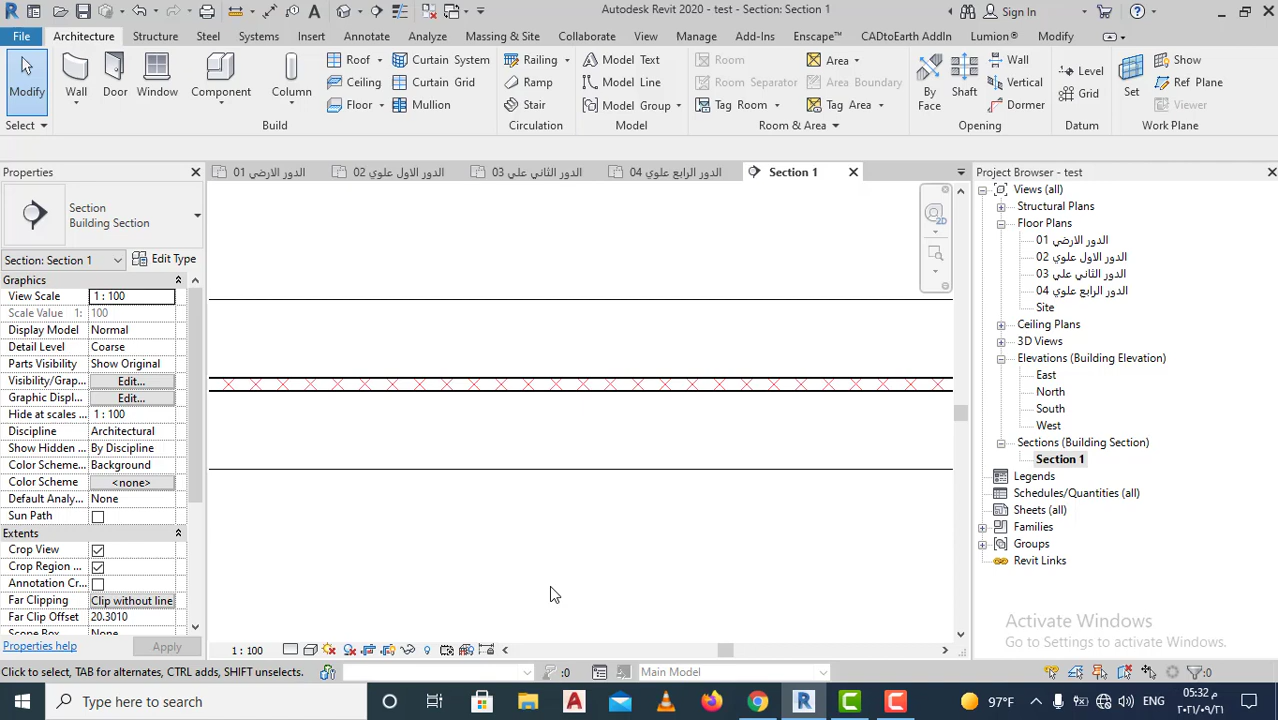 Autodesk Revit 2020 - test - Section: Section 1
Sign In
File Architecture Structure Steel Systems Insert Annotate Analyze Massing & Site Collaborate View Manage Add-Ins Enscape™ CADtoEarth AddIn Lumion® Modify
Modify
Wall
Door
Window
Component
Column
Roof
Ceiling
Floor
Curtain System
Curtain Grid
Mullion
Railing
Ramp
Stair
Model Text
Model Line
Model Group
Room
Room Separator
Tag Room
Area
Area Boundary
Tag Area
By Face
Shaft
Wall
Vertical
Dormer
Level
Grid
Set
Show
Ref Plane
Viewer
Select Build Circulation Model Room & Area Opening Datum Work Plane
Properties
الدور الارضي 01
الدور الاول علوي 02
الدور الثاني علي 03
الدور الرابع علوي 04
Section 1
Project Browser - test
Section
Building Section
Section: Section 1
Edit Type
Graphics
View Scale 1 : 100
Scale Value 1: 100
Display Model Normal
Detail Level Coarse
Parts Visibility Show Original
Visibility/Grap... Edit...
Graphic Displ... Edit...
Hide at scales ... 1 : 100
Discipline Architectural
Show Hidden ... By Discipline
Color Scheme... Background
Color Scheme <none>
Default Analy... None
Sun Path
Extents
Crop View
Crop Region ...
Annotation Cr...
Far Clipping Clip without line
Far Clip Offset 20.3010
Scope Box None
Properties help
Apply
2D
Views (all)
Structural Plans
Floor Plans
الدور الارضي 01
الدور الاول علوي 02
الدور الثاني علي 03
الدور الرابع علوي 04
Site
Ceiling Plans
3D Views
Elevations (Building Elevation)
East
North
South
West
Sections (Building Section)
Section 1
Legends
Schedules/Quantities (all)
Sheets (all)
Families
Groups
Revit Links
Activate Windows
Go to Settings to activate Windows.
1 : 100
Click to select, TAB for alternates, CTRL adds, SHIFT unselects.
:0
Main Model
:0
Type here to search
97°F
ENG
05:32 م
٢٠٢١/٠٩/٢١